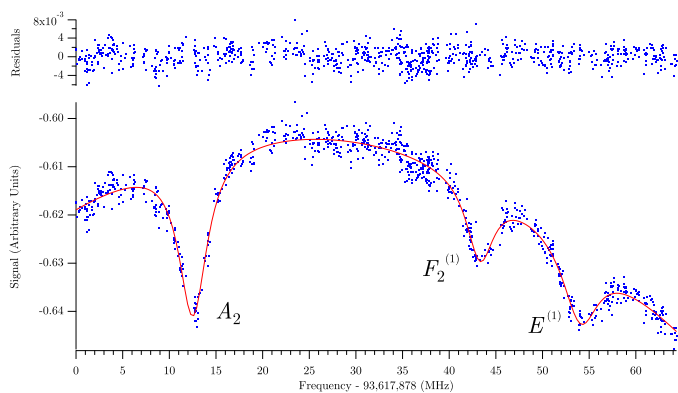 8x10⁻³
4
0
-4
Residuals
-0.60
-0.61
-0.62
-0.63
-0.64
Signal (Arbitrary Units)
A₂
F₂⁽¹⁾
E⁽¹⁾
0 5 10 15 20 25 30 35 40 45 50 55 60
Frequency - 93,617,878 (MHz)